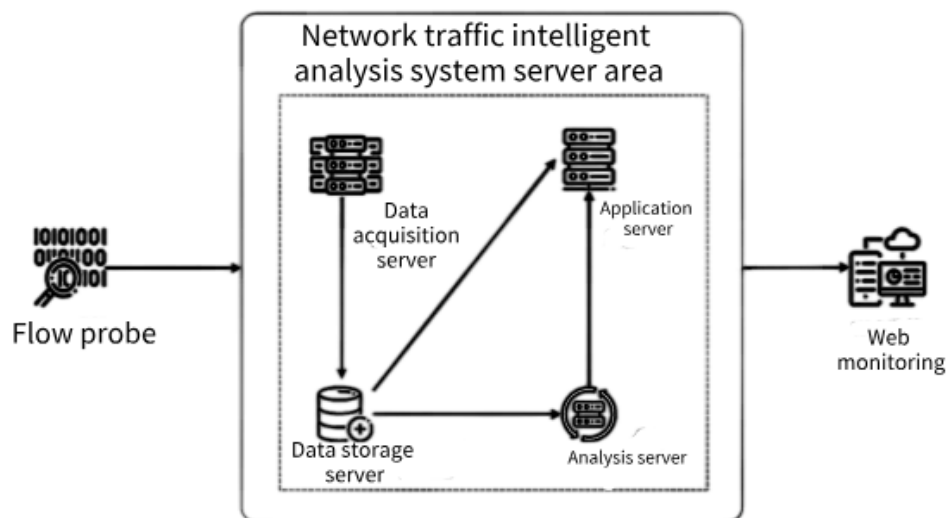 Network traffic intelligent
analysis system server area
Data
acquisition
server
Application
server
10101001
Flow probe
Web
monitoring
Data storage
server
Analysis server